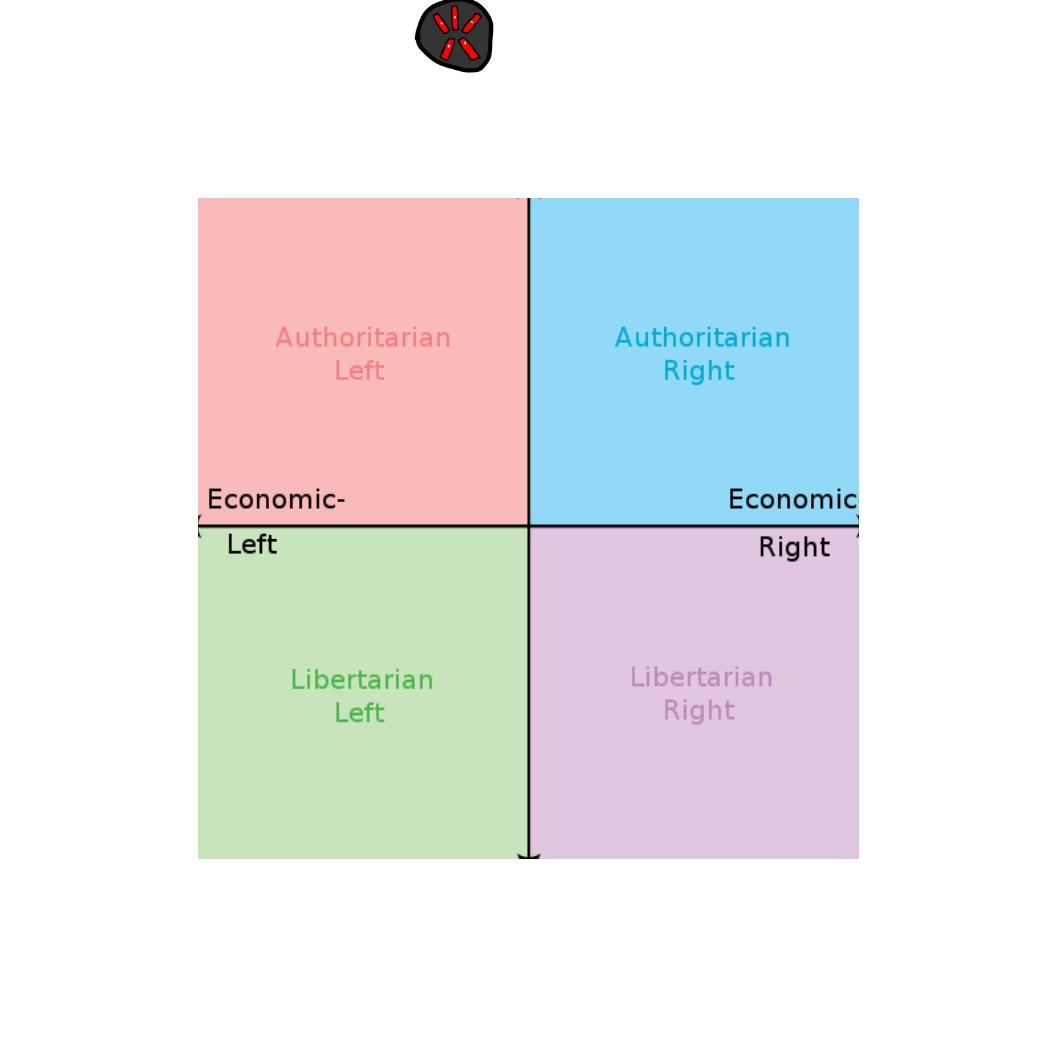 Authoritarian
Left
Authoritarian
Right
Economic-
Economic-
Left
Right
Libertarian
Left
Libertarian
Right